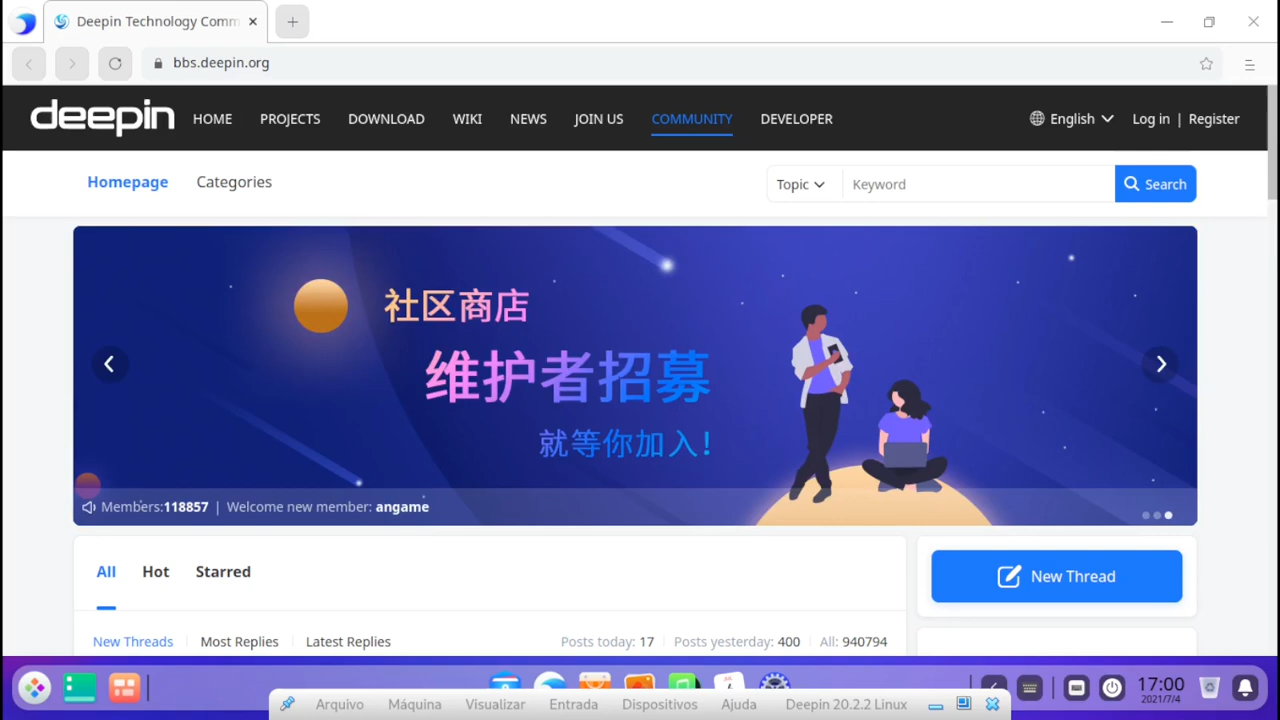 Deepin Technology Comm
bbs.deepin.org
deepin HOME PROJECTS DOWNLOAD WIKI NEWS JOIN US COMMUNITY DEVELOPER English Log in | Register
Homepage Categories Topic Keyword Search
社区商店
维护者招募
就等你加入!
Members:118857 | Welcome new member: angame
All Hot Starred
New Thread
New Threads Most Replies Latest Replies Posts today: 17 Posts yesterday: 400 All: 940794
17:00
2021/7/4
Arquivo Máquina Visualizar Entrada Dispositivos Ajuda Deepin 20.2.2 Linux